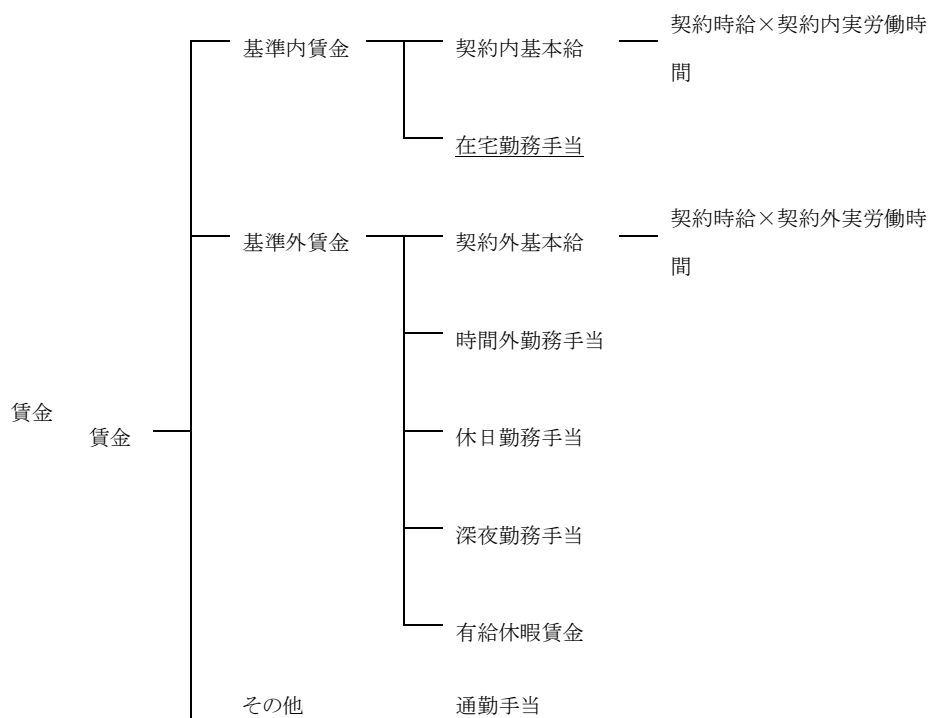 契約時給×契約内実労働時
間
基準内賃金 契約内基本給
在宅勤務手当
契約時給×契約外実労働時
間
基準外賃金 契約外基本給
時間外勤務手当
賃金
賃金
休日勤務手当
深夜勤務手当
有給休暇賃金
その他 通勤手当